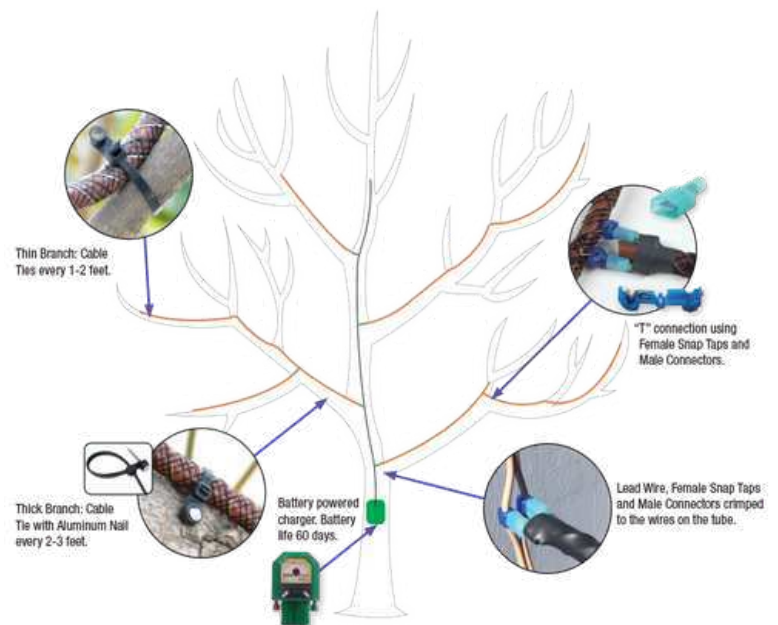 Thin Branch: Cable
Ties every 1-2 feet.
"T" connection using
Female Snap Taps and
Male Connectors.
Thick Branch: Cable
Tie with Aluminum Nail
every 2-3 feet.
Battery powered
charger. Battery
life 60 days.
Lead Wire, Female Snap Taps
and Male Connectors crimped
to the wires on the tube.